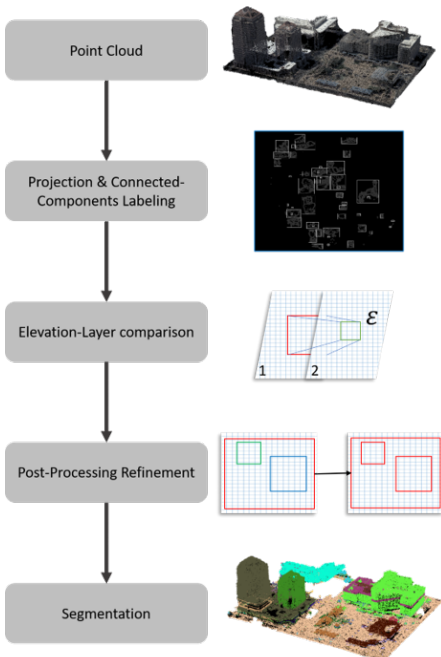 Point Cloud
Projection & Connected-
Components Labeling
Elevation-Layer comparison
1
2
ε
Post-Processing Refinement
Segmentation